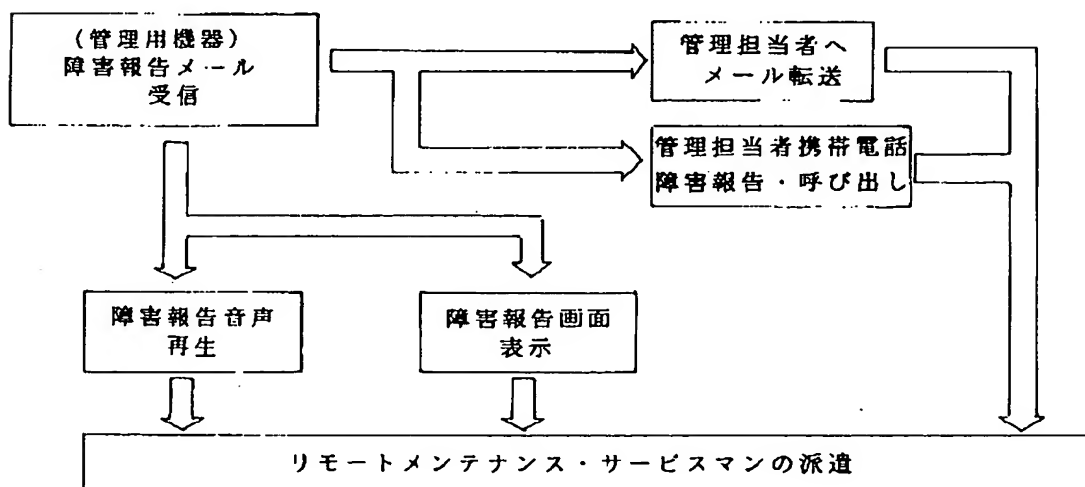 (管理用機器)
障害報告メール
受信
管理担当者へ
メール転送
管理担当者携帯電話
障害報告・呼び出し
障害報告音声
再生
障害報告画面
表示
リモートメンテナンス・サービスマンの派遣